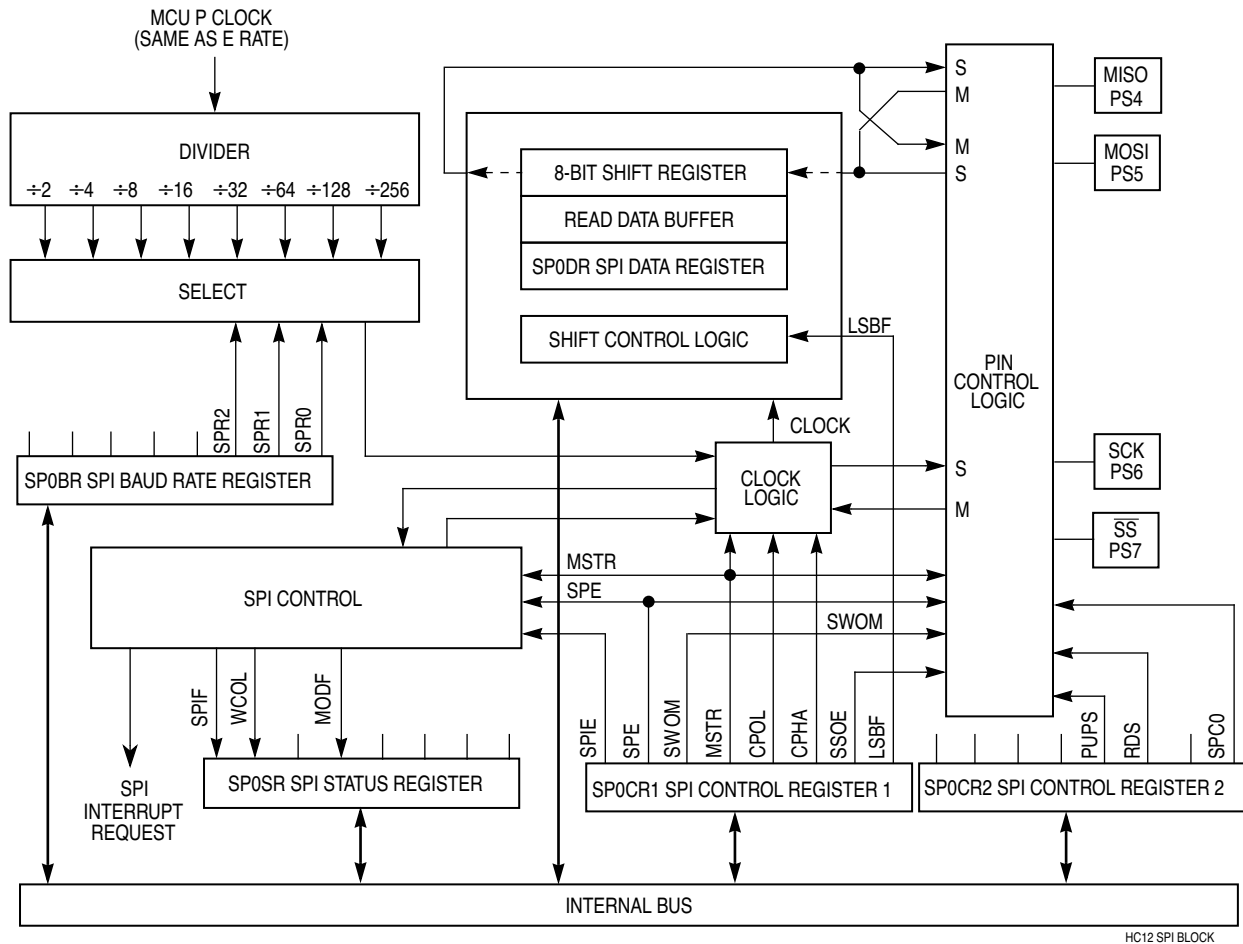 MCU P CLOCK
(SAME AS E RATE)
DIVIDER
÷2 ÷4 ÷8 ÷16 ÷32 ÷64 ÷128 ÷256
SELECT
SPR2
SPR1
SPR0
SP0BR SPI BAUD RATE REGISTER
8-BIT SHIFT REGISTER
READ DATA BUFFER
SP0DR SPI DATA REGISTER
SHIFT CONTROL LOGIC
LSBF
CLOCK
CLOCK
LOGIC
S
M
M
S
S
M
PIN
CONTROL
LOGIC
MISO
PS4
MOSI
PS5
SCK
PS6
SS
PS7
SPI CONTROL
MSTR
SPE
SWOM
SPIF
WCOL
MODF
SPI
INTERRUPT
REQUEST
SP0SR SPI STATUS REGISTER
SPIE
SPE
SWOM
MSTR
CPOL
CPHA
SSOE
LSBF
SP0CR1 SPI CONTROL REGISTER 1
PUPS
RDS
SPC0
SP0CR2 SPI CONTROL REGISTER 2
INTERNAL BUS
HC12 SPI BLOCK